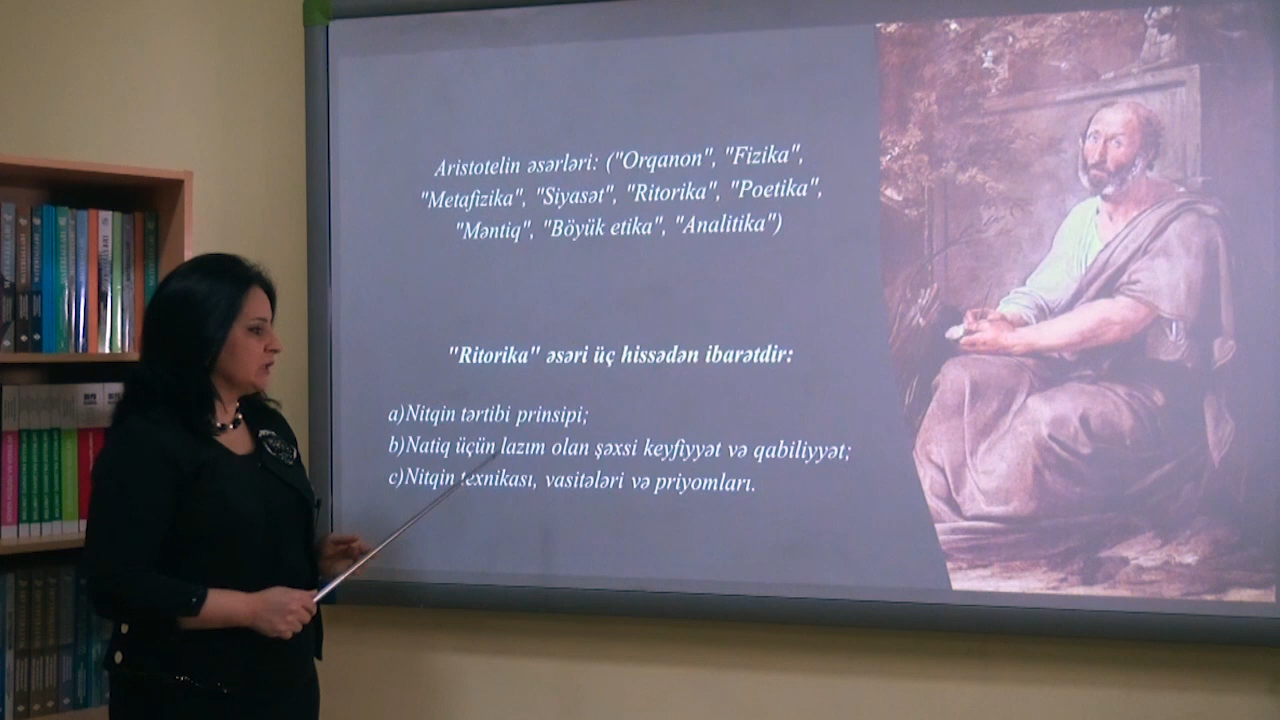 Aristotelin əsərləri: ("Orqanon", "Fizika",
"Metafizika", "Siyasət", "Ritorika", "Poetika",
"Məntiq", "Böyük etika", "Analitika")
"Ritorika" əsəri üç hissədən ibarətdir:
a)Nitqin tərtibi prinsipi;
b)Natiq üçün lazım olan şəxsi keyfiyyət və qabiliyyət;
c)Nitqin texnikası, vasitələri və priyomları.